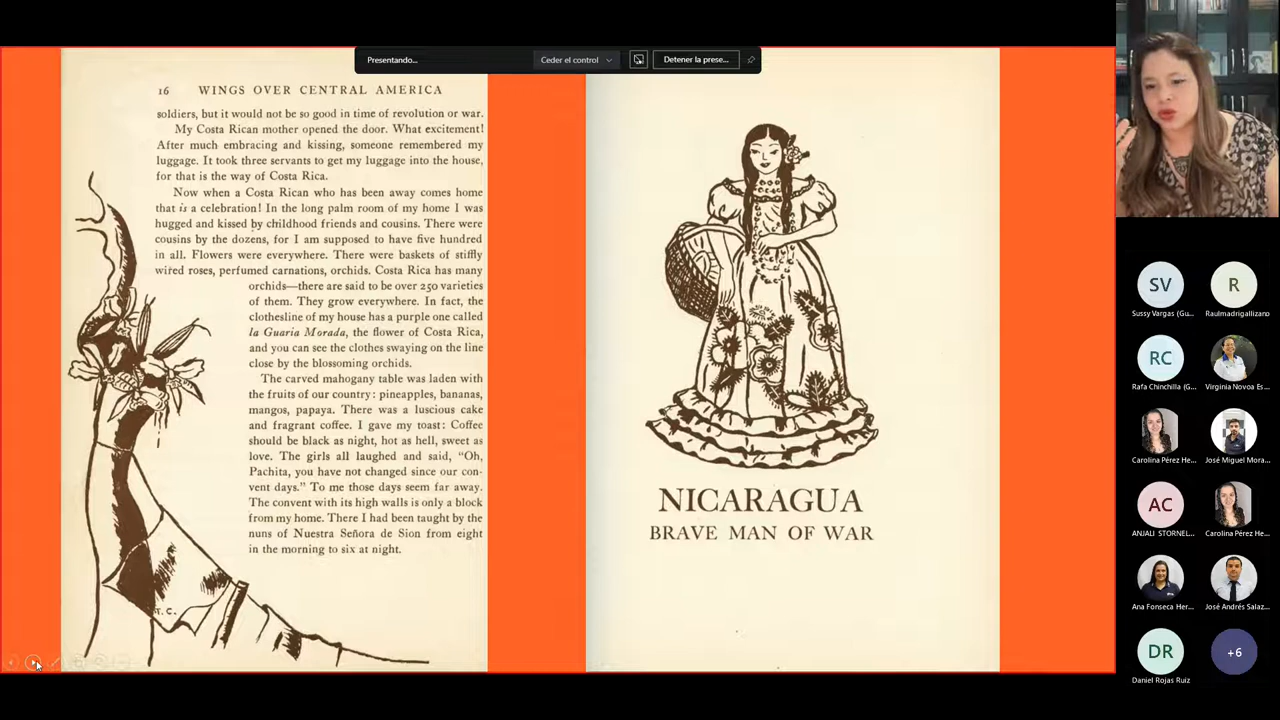 Presentando...
Ceder el control
Detener la prese...
16 WINGS OVER CENTRAL AMERICA
soldiers, but it would not be so good in time of revolution or war.
My Costa Rican mother opened the door. What excitement!
After much embracing and kissing, someone remembered my
luggage. It took three servants to get my luggage into the house,
for that is the way of Costa Rica.
Now when a Costa Rican who has been away comes home
that is a celebration! In the long palm room of my home I was
hugged and kissed by childhood friends and cousins. There were
cousins by the dozens, for I am supposed to have five hundred
in all. Flowers were everywhere. There were baskets of stiffly
wired roses, perfumed carnations, orchids. Costa Rica has many
orchids—there are said to be over 250 varieties
of them. They grow everywhere. In fact, the
clothesline of my house has a purple one called
la Guaria Morada, the flower of Costa Rica,
and you can see the clothes swaying on the line
close by the blossoming orchids.
The carved mahogany table was laden with
the fruits of our country: pineapples, bananas,
mangos, papaya. There was a luscious cake
and fragrant coffee. I gave my toast: Coffee
should be black as night, hot as hell, sweet as
love. The girls all laughed and said, “Oh,
Pachita, you have not changed since our con-
vent days.” To me those days seem far away.
The convent with its high walls is only a block
from my home. There I had been taught by the
nuns of Nuestra Señora de Sion from eight
in the morning to six at night.
T.C.
NICARAGUA
BRAVE MAN OF WAR
SV
R
Sussy Vargas (Gu...
Raulmadrigallizano
RC
Rafa Chinchilla (G...
Virginia Novoa Es...
Carolina Pérez He...
José Miguel Mora...
AC
ANJALI STORNEL...
Carolina Pérez He...
Ana Fonseca Her...
José Andrés Salaz...
DR
+6
Daniel Rojas Ruiz